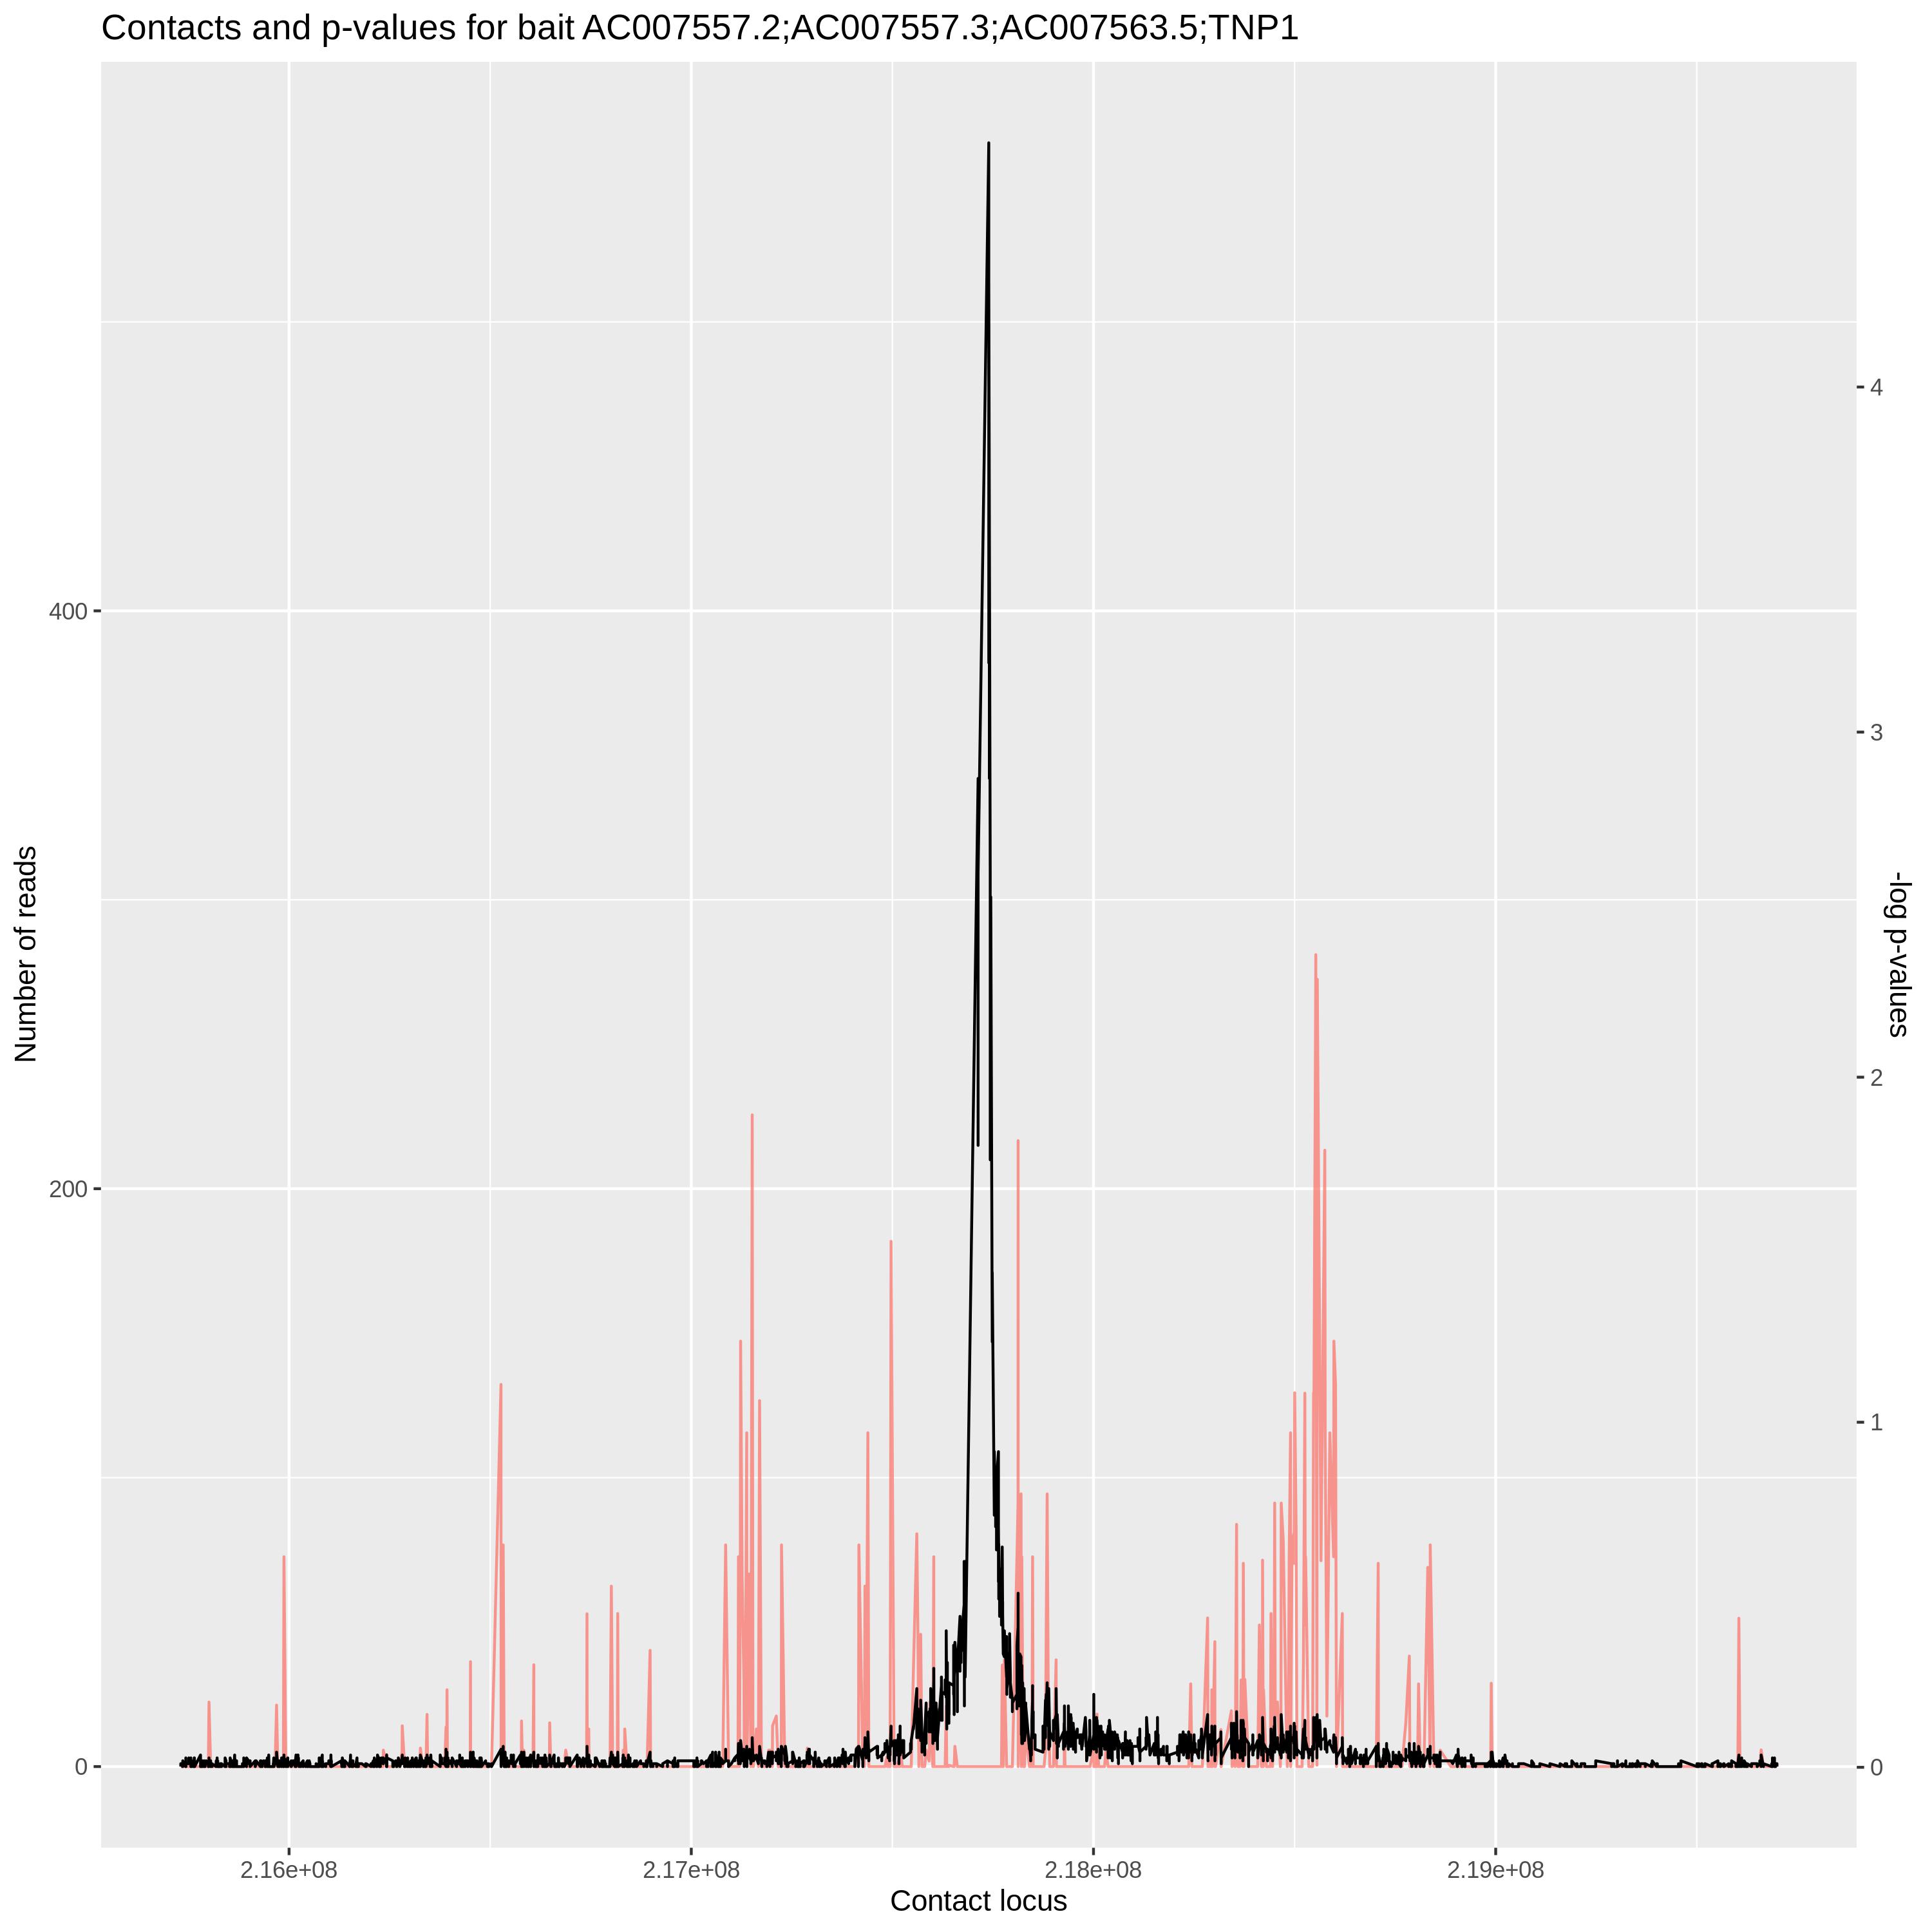 Contacts and p-values for bait AC007557.2;AC007557.3;AC007563.5;TNP1
Number of reads
400
200
0
4
3
2
1
0
-log p-values
2.16e+08
2.17e+08
2.18e+08
2.19e+08
Contact locus